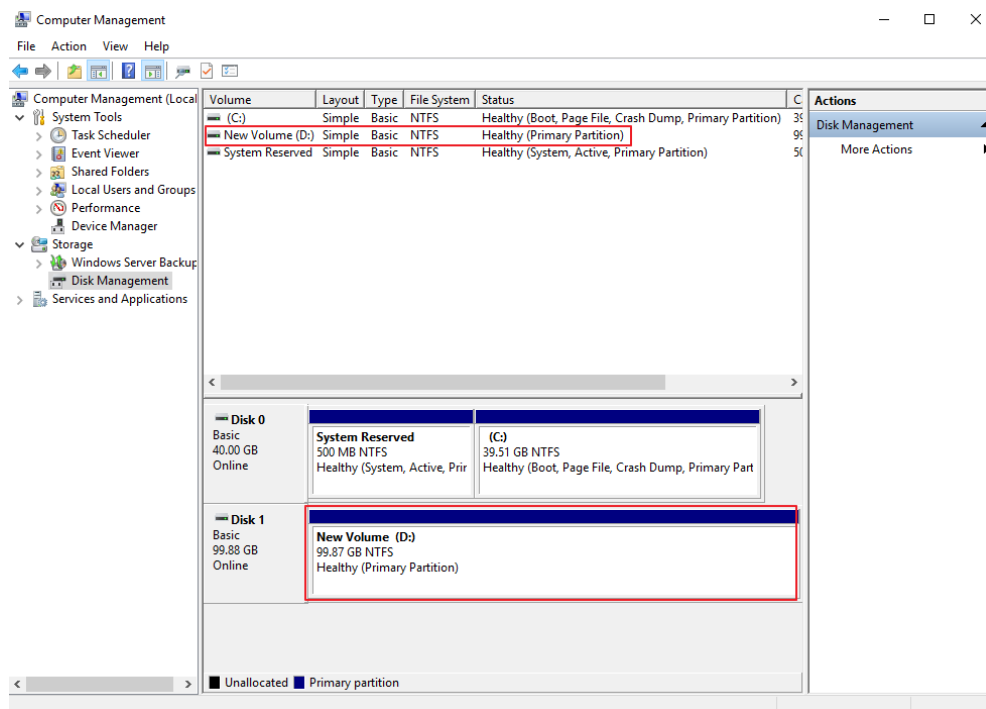 Computer Management
File Action View Help
Computer Management (Local
System Tools
Task Scheduler
Event Viewer
Shared Folders
Local Users and Groups
Performance
Device Manager
Storage
Windows Server Backup
Disk Management
Services and Applications
Volume Layout Type File System Status C
(C:) Simple Basic NTFS Healthy (Boot, Page File, Crash Dump, Primary Partition) 39
New Volume (D:) Simple Basic NTFS Healthy (Primary Partition) 99
System Reserved Simple Basic NTFS Healthy (System, Active, Primary Partition) 50
Disk 0
Basic
40.00 GB
Online
System Reserved
500 MB NTFS
Healthy (System, Active, Prir
(C:)
39.51 GB NTFS
Healthy (Boot, Page File, Crash Dump, Primary Part
Disk 1
Basic
99.88 GB
Online
New Volume (D:)
99.87 GB NTFS
Healthy (Primary Partition)
Unallocated Primary partition
Actions
Disk Management
More Actions